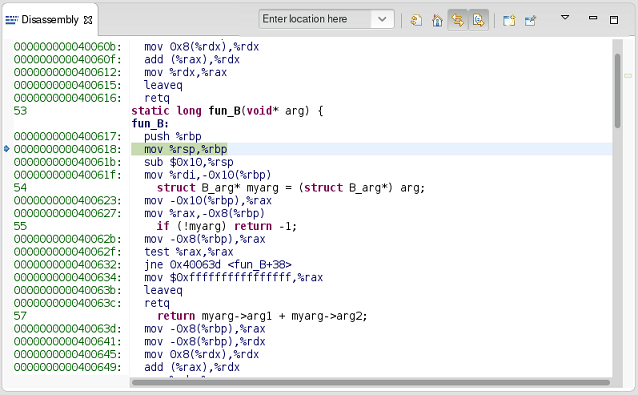 Disassembly
Enter location here
000000000040060b: mov 0x8(%rdx),%rdx
000000000040060f: add (%rax),%rdx
0000000000400612: mov %rdx,%rax
0000000000400615: leaveq
0000000000400616: retq
53 static long fun_B(void* arg) {
fun_B:
0000000000400617: push %rbp
0000000000400618: mov %rsp,%rbp
000000000040061b: sub $0x10,%rsp
000000000040061f: mov %rdi,-0x10(%rbp)
54 struct B_arg* myarg = (struct B_arg*) arg;
0000000000400623: mov -0x10(%rbp),%rax
0000000000400627: mov %rax,-0x8(%rbp)
55 if (!myarg) return -1;
000000000040062b: mov -0x8(%rbp),%rax
000000000040062f: test %rax,%rax
0000000000400632: jne 0x40063d <fun_B+38>
0000000000400634: mov $0xffffffffffffffff,%rax
000000000040063b: leaveq
000000000040063c: retq
57 return myarg->arg1 + myarg->arg2;
000000000040063d: mov -0x8(%rbp),%rax
0000000000400641: mov -0x8(%rbp),%rdx
0000000000400645: mov 0x8(%rdx),%rdx
0000000000400649: add (%rax),%rdx